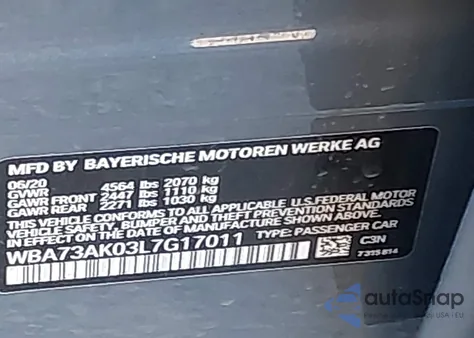 MFD BY BAYERISCHE MOTOREN WERKE AG
06/20
GVWR 4564 lbs 2070 kg
GAWR FRONT 2447 lbs 1110 kg
GAWR REAR 2271 lbs 1030 kg
THIS VEHICLE CONFORMS TO ALL APPLICABLE U.S.FEDERAL MOTOR
VEHICLE SAFETY, BUMPER AND THEFT PREVENTION STANDARDS
IN EFFECT ON THE DATE OF MANUFACTURE SHOWN ABOVE.
WBA73AK03L7G17011 TYPE: PASSENGER CAR
C3N
7315814
autoSnap
USA | EU